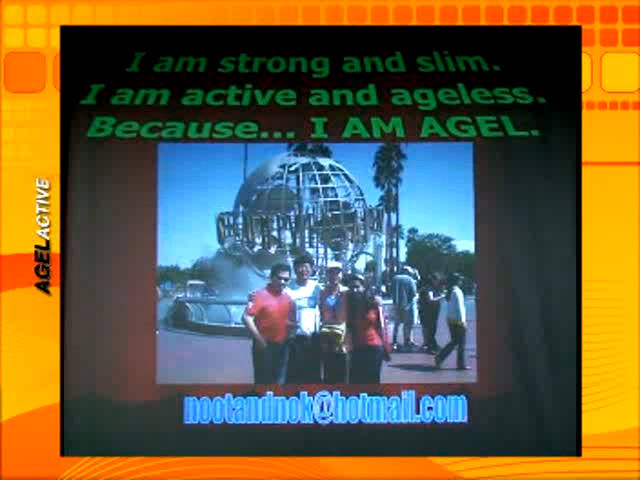 I am strong and slim.
I am active and ageless.
Because... I AM AGEL.
AGELACTIVE
nootandnok@hotmail.com